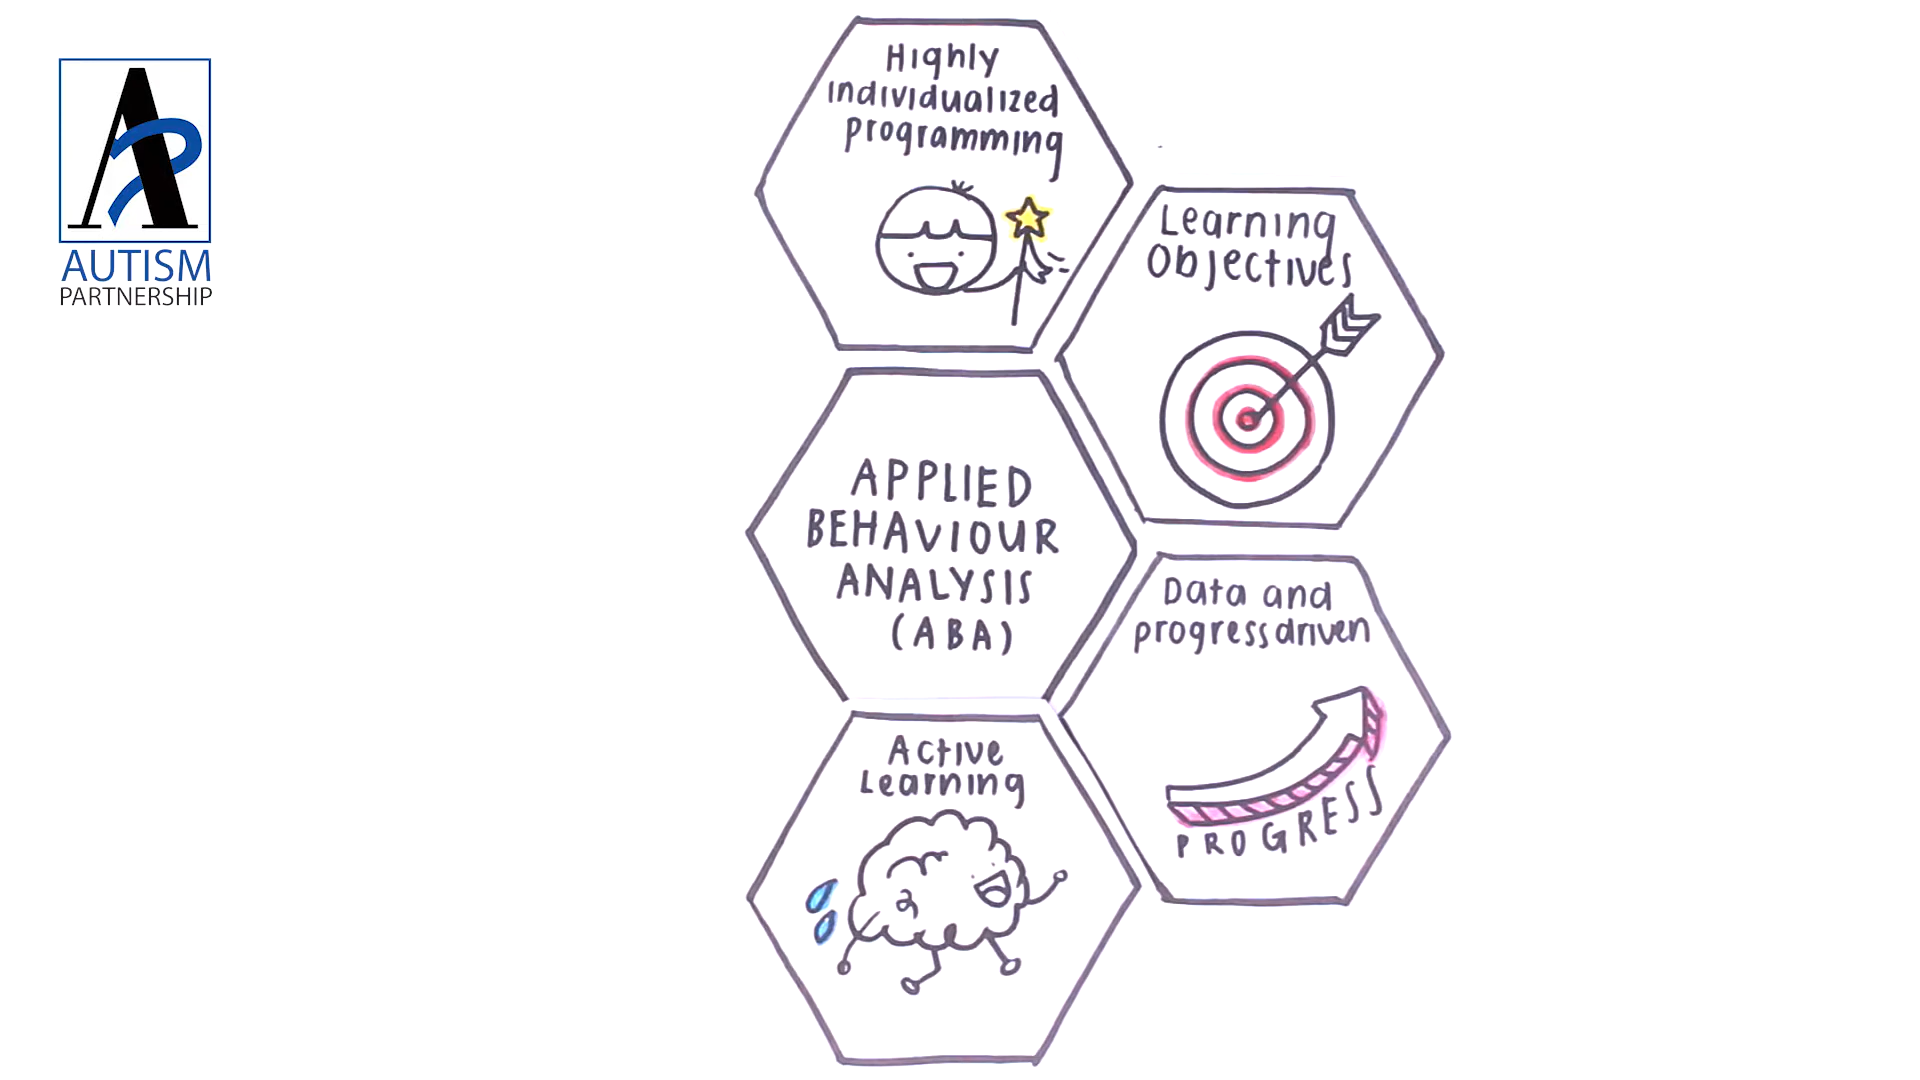 AUTISM
PARTNERSHIP
Highly
individualized
programming
Learning
Objectives
APPLIED
BEHAVIOUR
ANALYSIS
(ABA)
Data and
progress driven
PROGRESS
Active
Learning